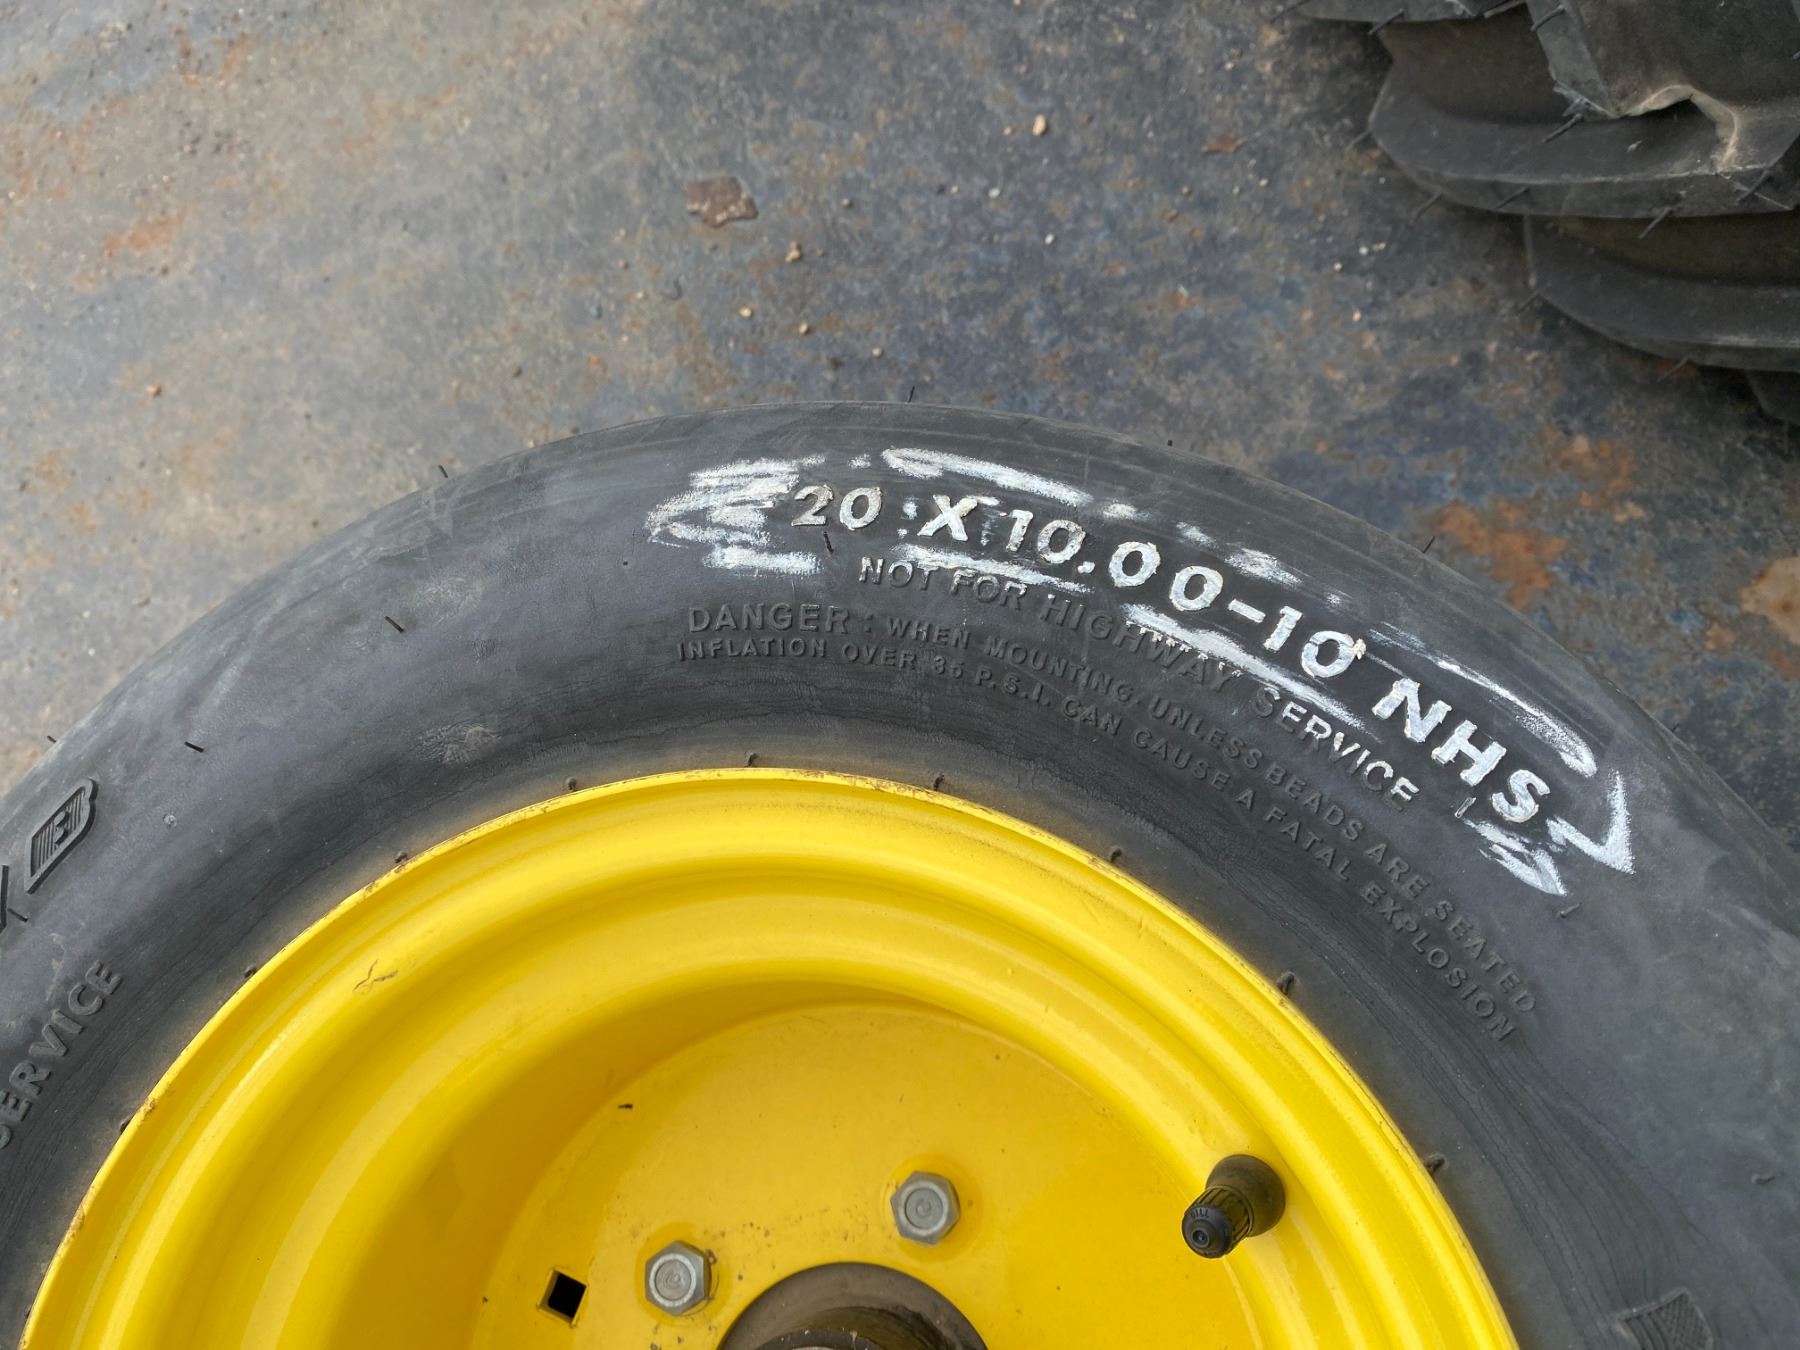 20 X 10.00-10 NHS
NOT FOR HIGHWAY SERVICE
DANGER: WHEN MOUNTING, UNLESS BEADS ARE SEATED
INFLATION OVER 35 P.S.I. CAN CAUSE A FATAL EXPLOSION
SERVICE